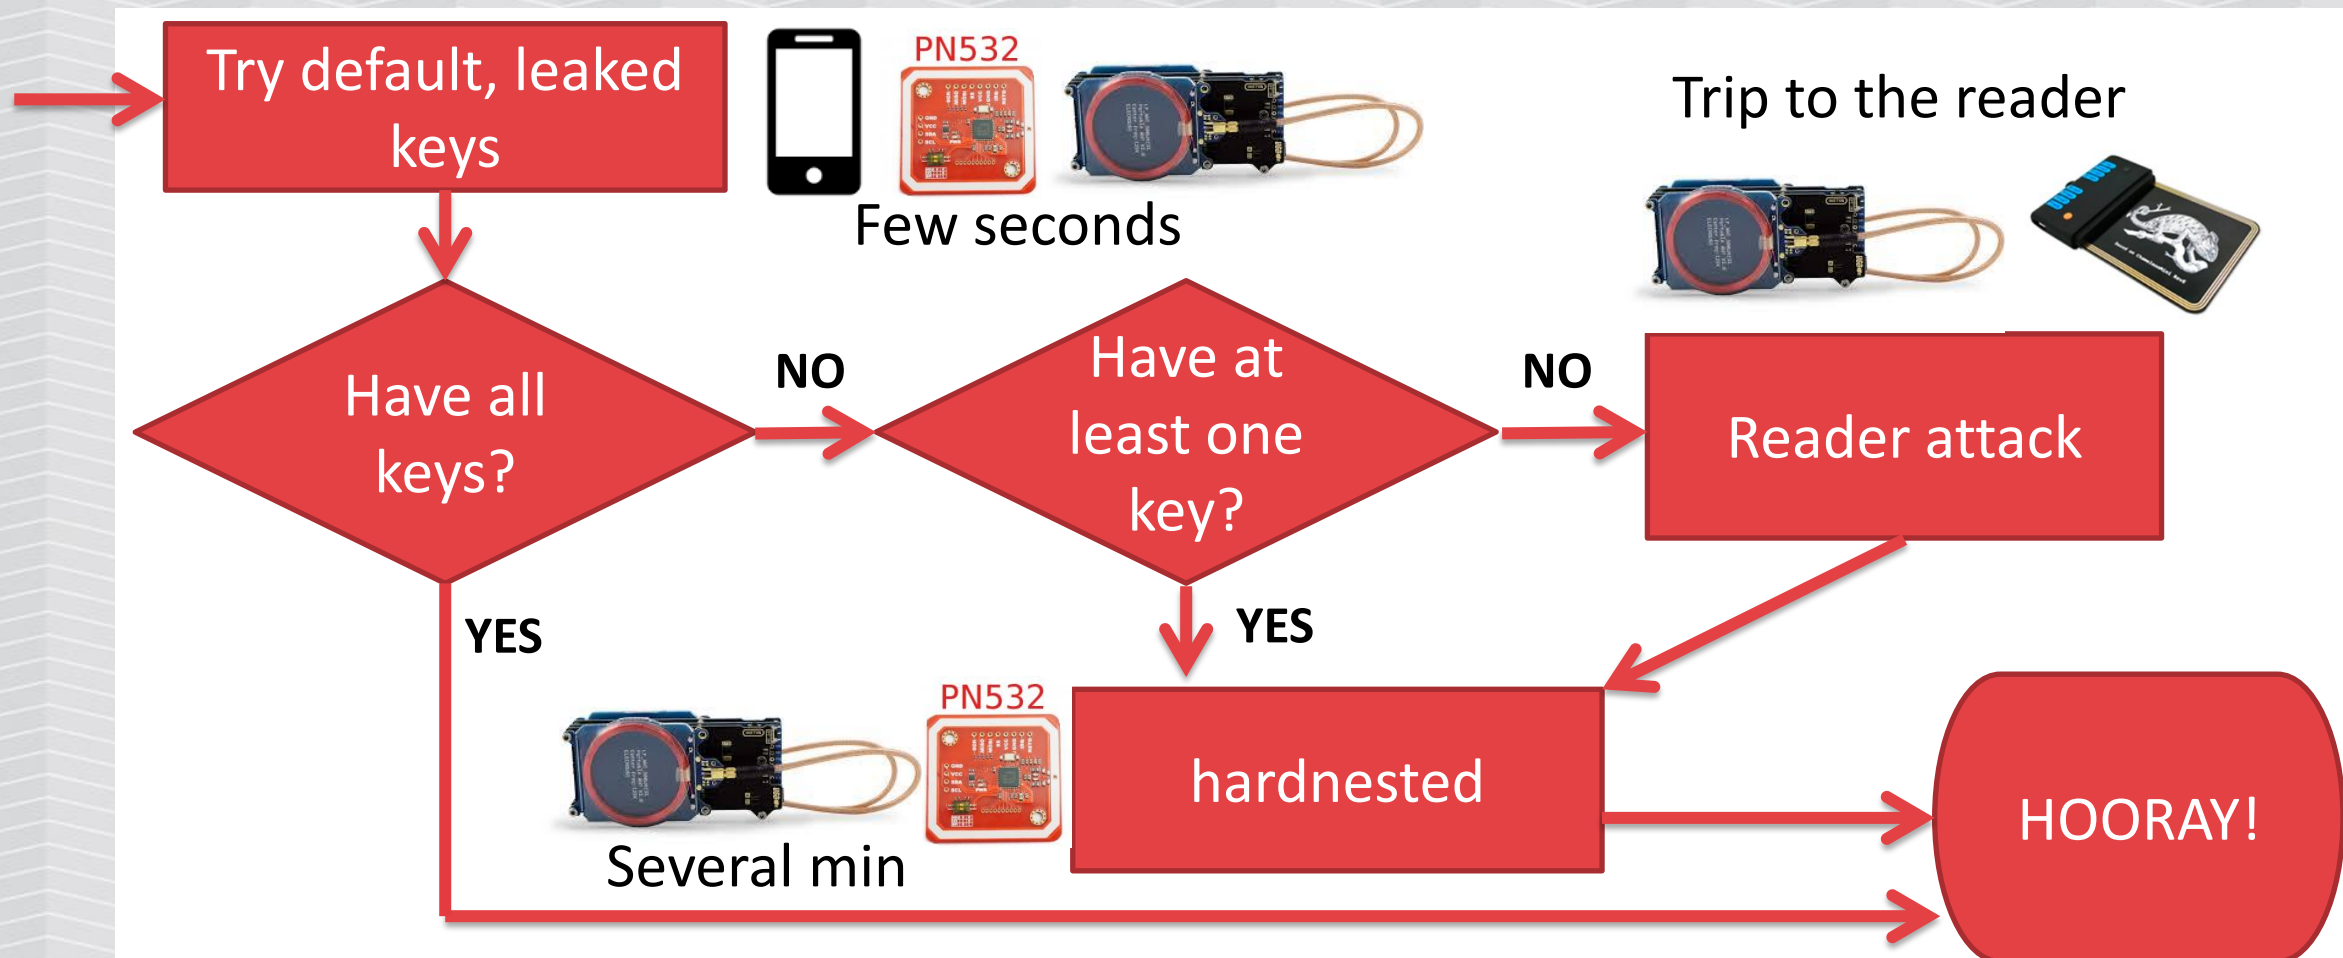 Try default, leaked
keys
PN532
Few seconds
Trip to the reader
Have all
keys?
NO
Have at
least one
key?
NO
Reader attack
YES
YES
PN532
Several min
hardnested
HOORAY!